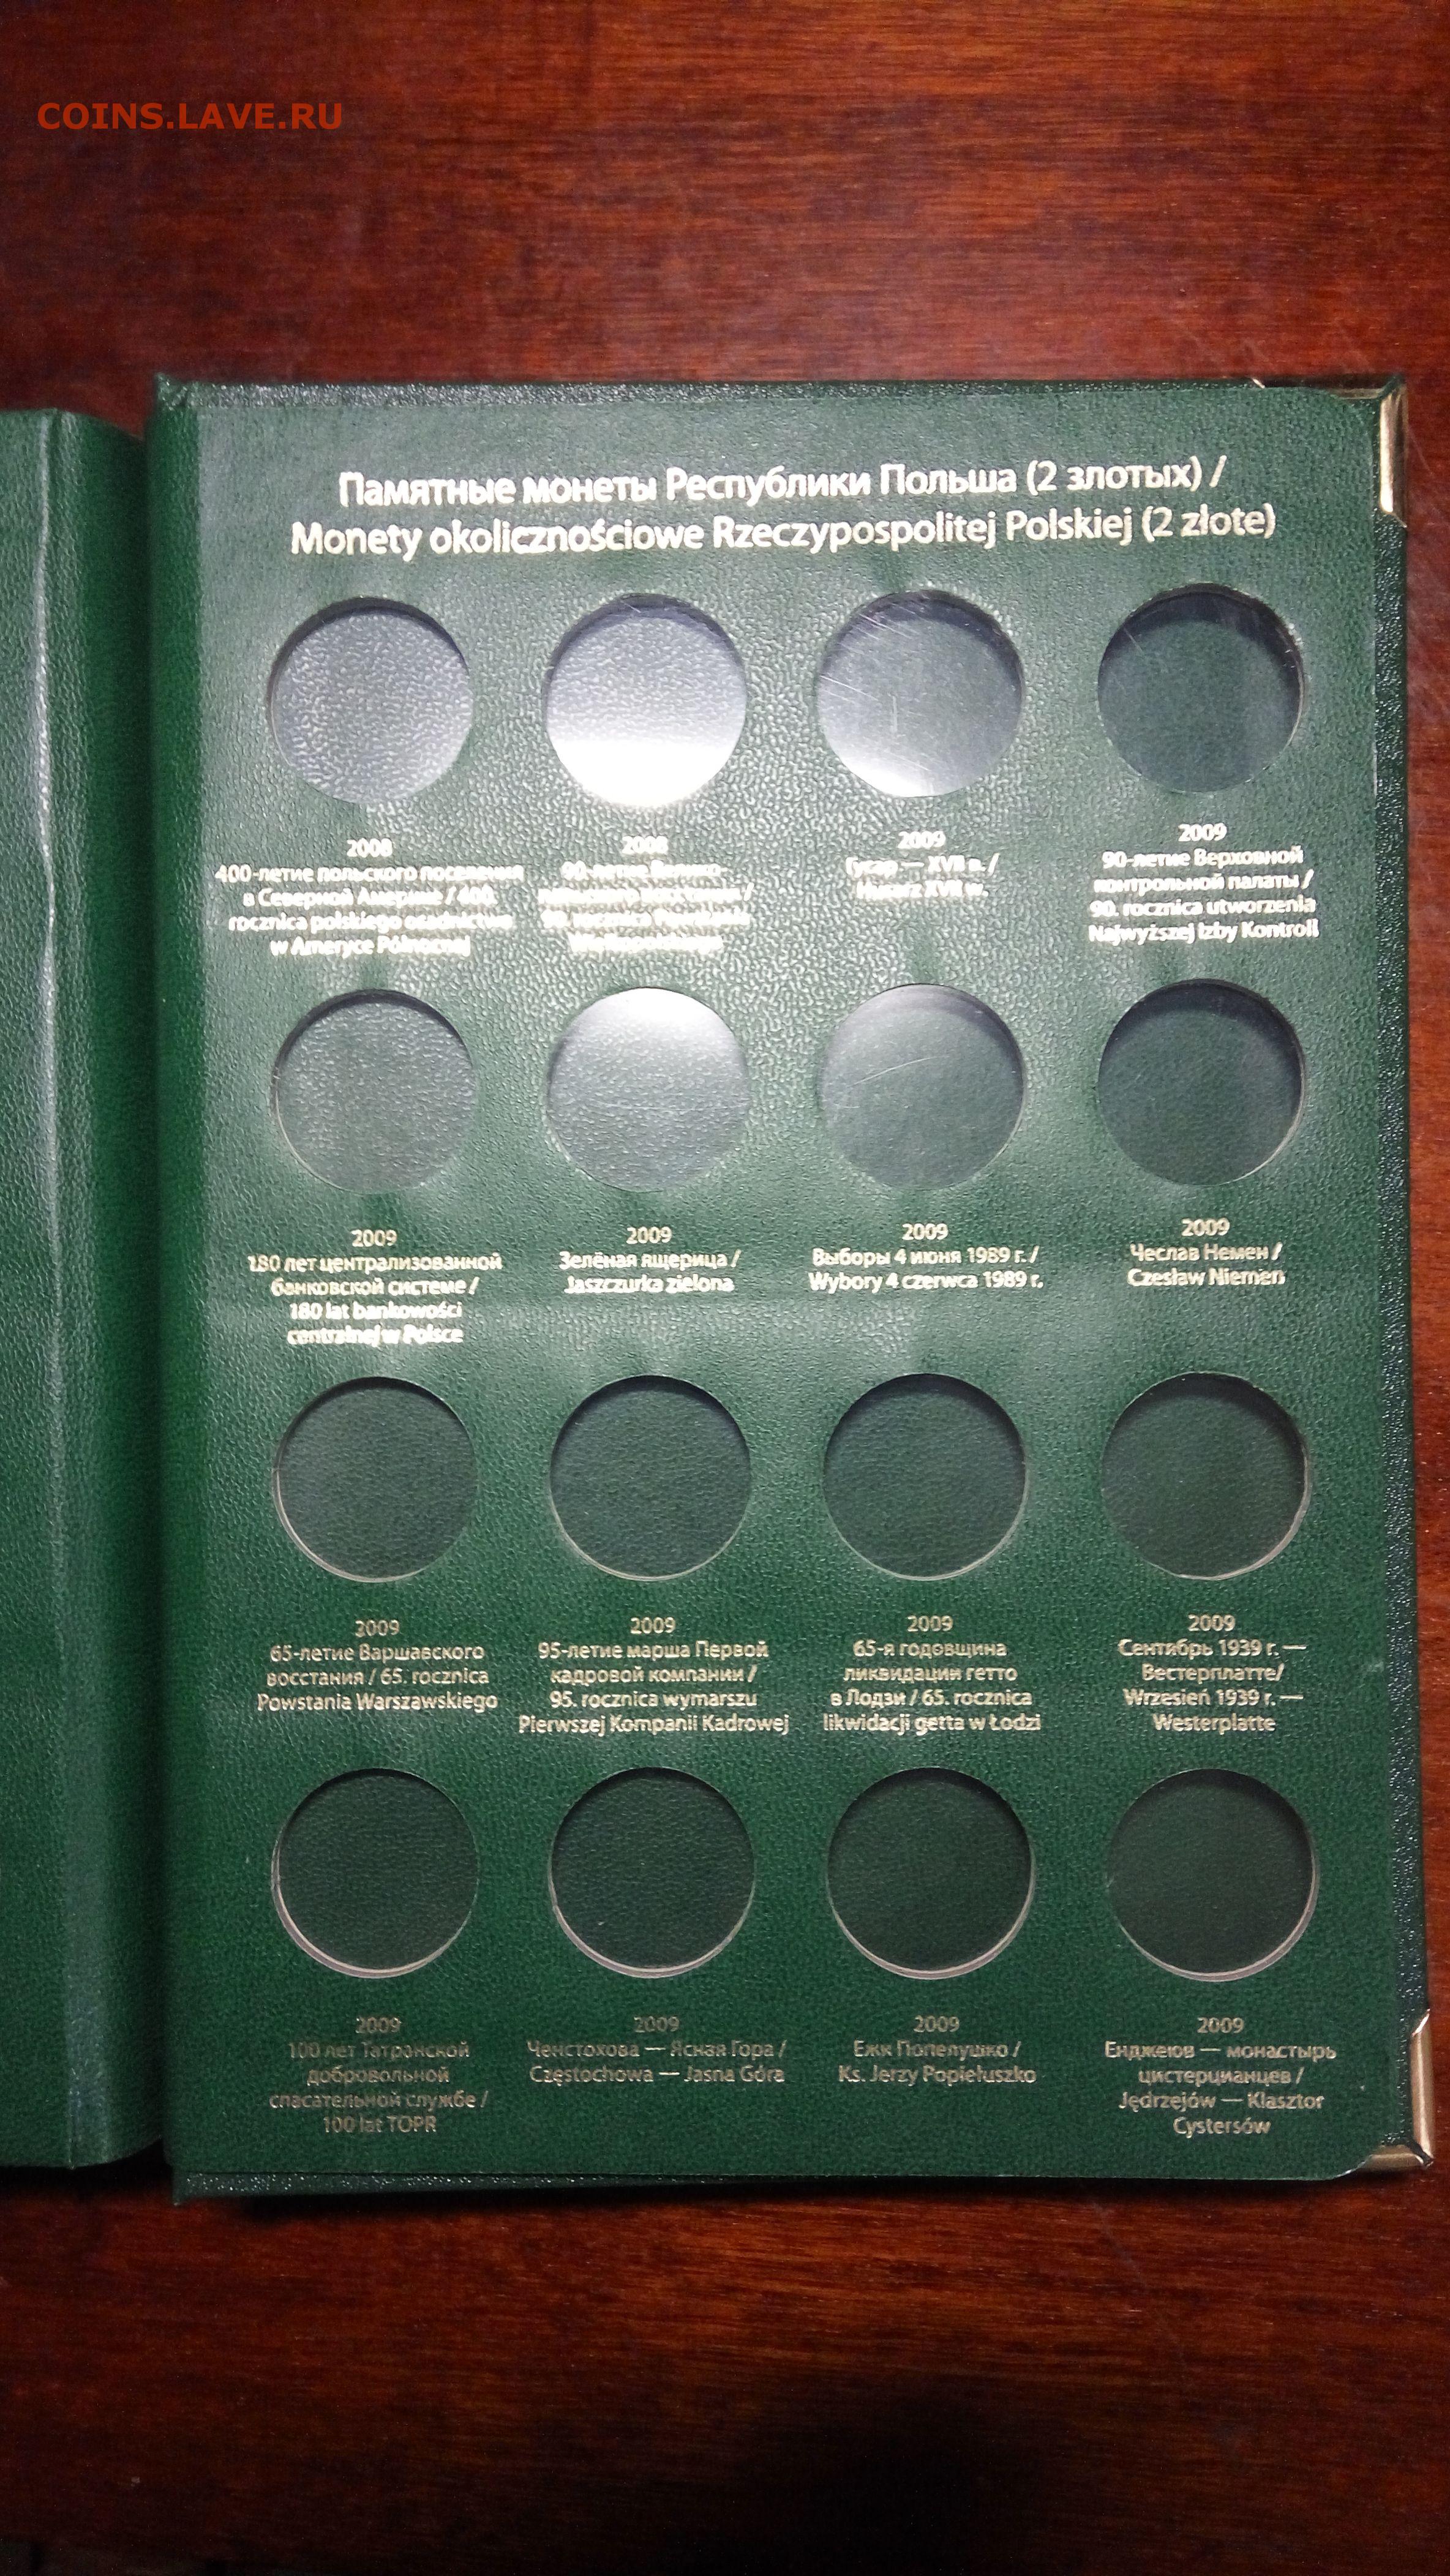 COINS.LAVE.RU
Памятные монеты Республики Польша (2 злотых) /
Monety okolicznościowe Rzeczypospolitej Polskiej (2 złote)
2008
400-летие польского поселения
в Северной Америке / 400.
rocznica polskiego osadnictwa
w Ameryce Północnej
2008
90-летие Велико-
/
90. rocznica Powstania
Wielkopolskiego
2009
Гусар — XVII в. /
Husarz XVII w.
2009
90-летие Верховной
контрольной палаты /
90. rocznica utworzenia
Najwyższej Izby Kontroli
2009
180 лет централизованной
банковской системе /
180 lat bankowości
centralnej w Polsce
2009
Зелёная ящерица /
Jaszczurka zielona
2009
Выборы 4 июня 1989 г. /
Wybory 4 czerwca 1989 r.
2009
Чеслав Немен /
Czesław Niemen
2009
65-летие Варшавского
восстания / 65. rocznica
Powstania Warszawskiego
2009
95-летие марша Первой
кадровой компании /
95. rocznica wymarszu
Pierwszej Kompanii Kadrowej
2009
65-я годовщина
ликвидации гетто
в Лодзи / 65. rocznica
likwidacji getta w Łodzi
2009
Сентябрь 1939 г. —
Вестерплатте/
Wrzesień 1939 г. —
Westerplatte
2009
100 лет Татранской
добровольной
спасательной службе /
100 lat TOPR
2009
Ченстохова — Ясная Гора /
Częstochowa — Jasna Góra
2009
Ежи Попелушко /
Ks. Jerzy Popiełuszko
2009
Енджеюв — монастырь
цистерцианцев /
Jędrzejów — Klasztor
Cystersów